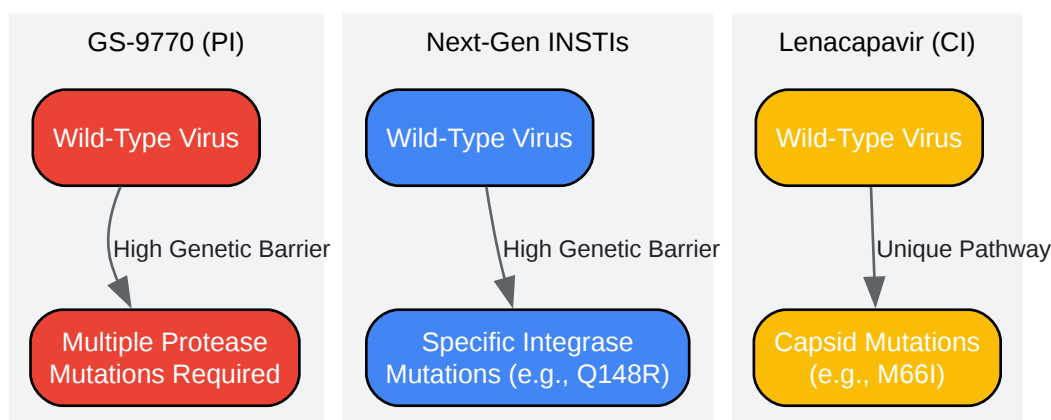 GS-9770 (PI)
Wild-Type Virus
High Genetic Barrier
Multiple Protease
Mutations Required
Next-Gen INSTIs
Wild-Type Virus
High Genetic Barrier
Specific Integrase
Mutations (e.g., Q148R)
Lenacapavir (CI)
Wild-Type Virus
Unique Pathway
Capsid Mutations
(e.g., M66I)